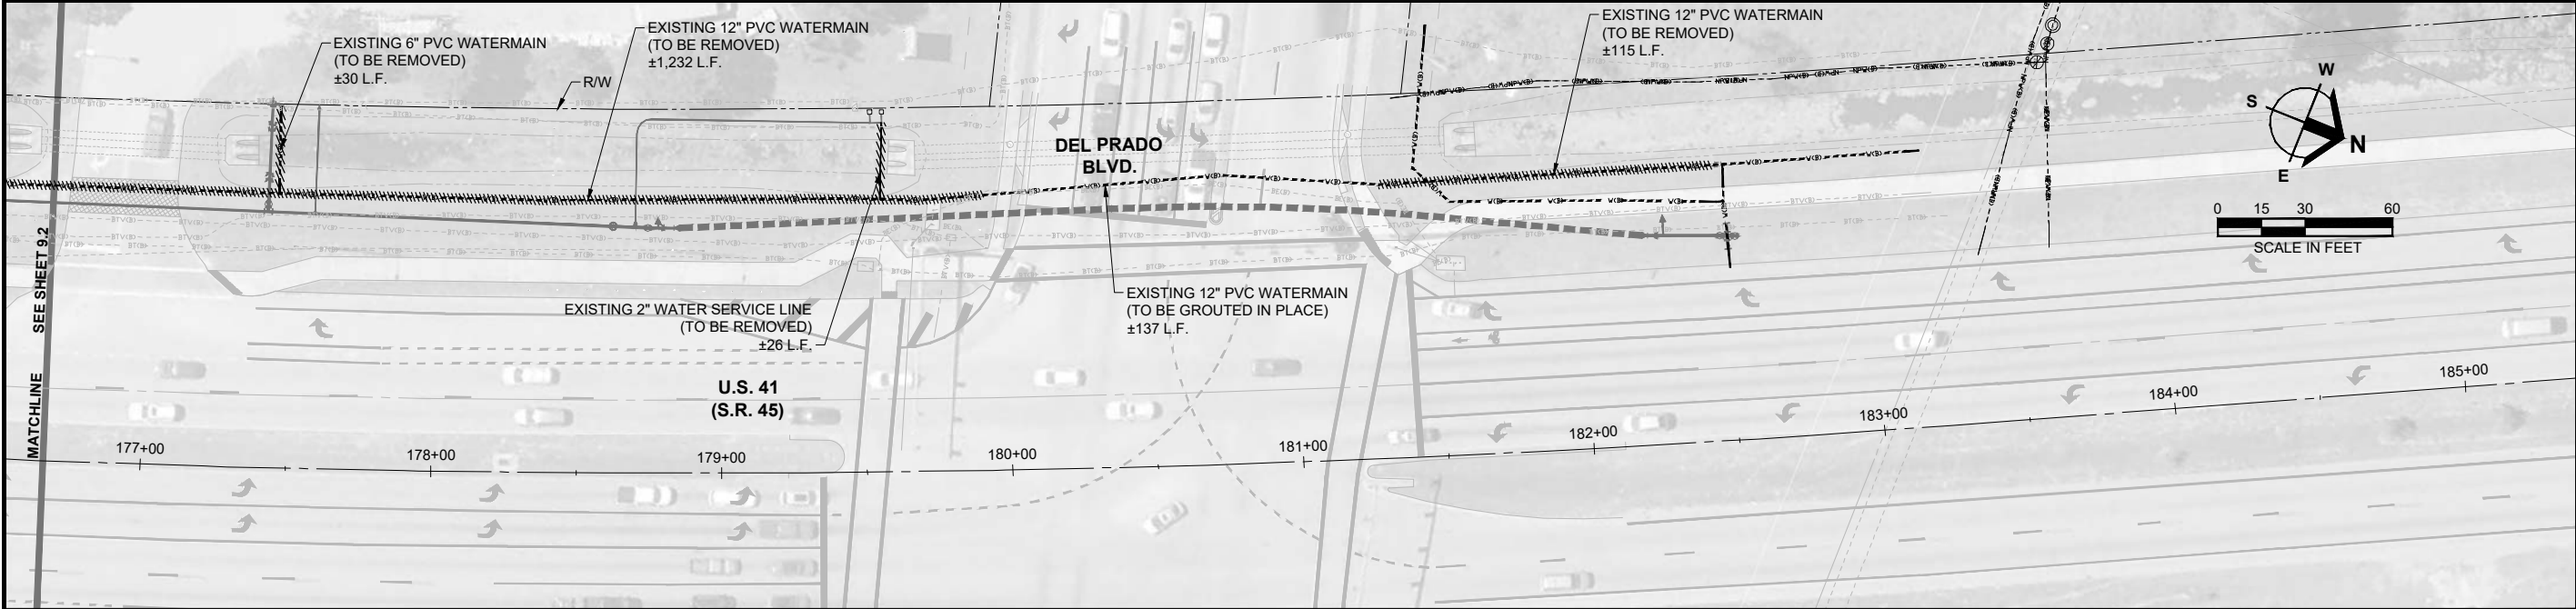 EXISTING 6" PVC WATERMAIN
(TO BE REMOVED)
±30 L.F.
EXISTING 12" PVC WATERMAIN
(TO BE REMOVED)
±1,232 L.F.
R/W
EXISTING 12" PVC WATERMAIN
(TO BE REMOVED)
±115 L.F.
W
S
N
E
DEL PRADO
BLVD.
0 15 30 60
SCALE IN FEET
SEE SHEET 9.2
MATCHLINE
EXISTING 2" WATER SERVICE LINE
(TO BE REMOVED)
±26 L.F.
EXISTING 12" PVC WATERMAIN
(TO BE GROUTED IN PLACE)
±137 L.F.
U.S. 41
(S.R. 45)
177+00
178+00
179+00
180+00
181+00
182+00
183+00
184+00
185+00